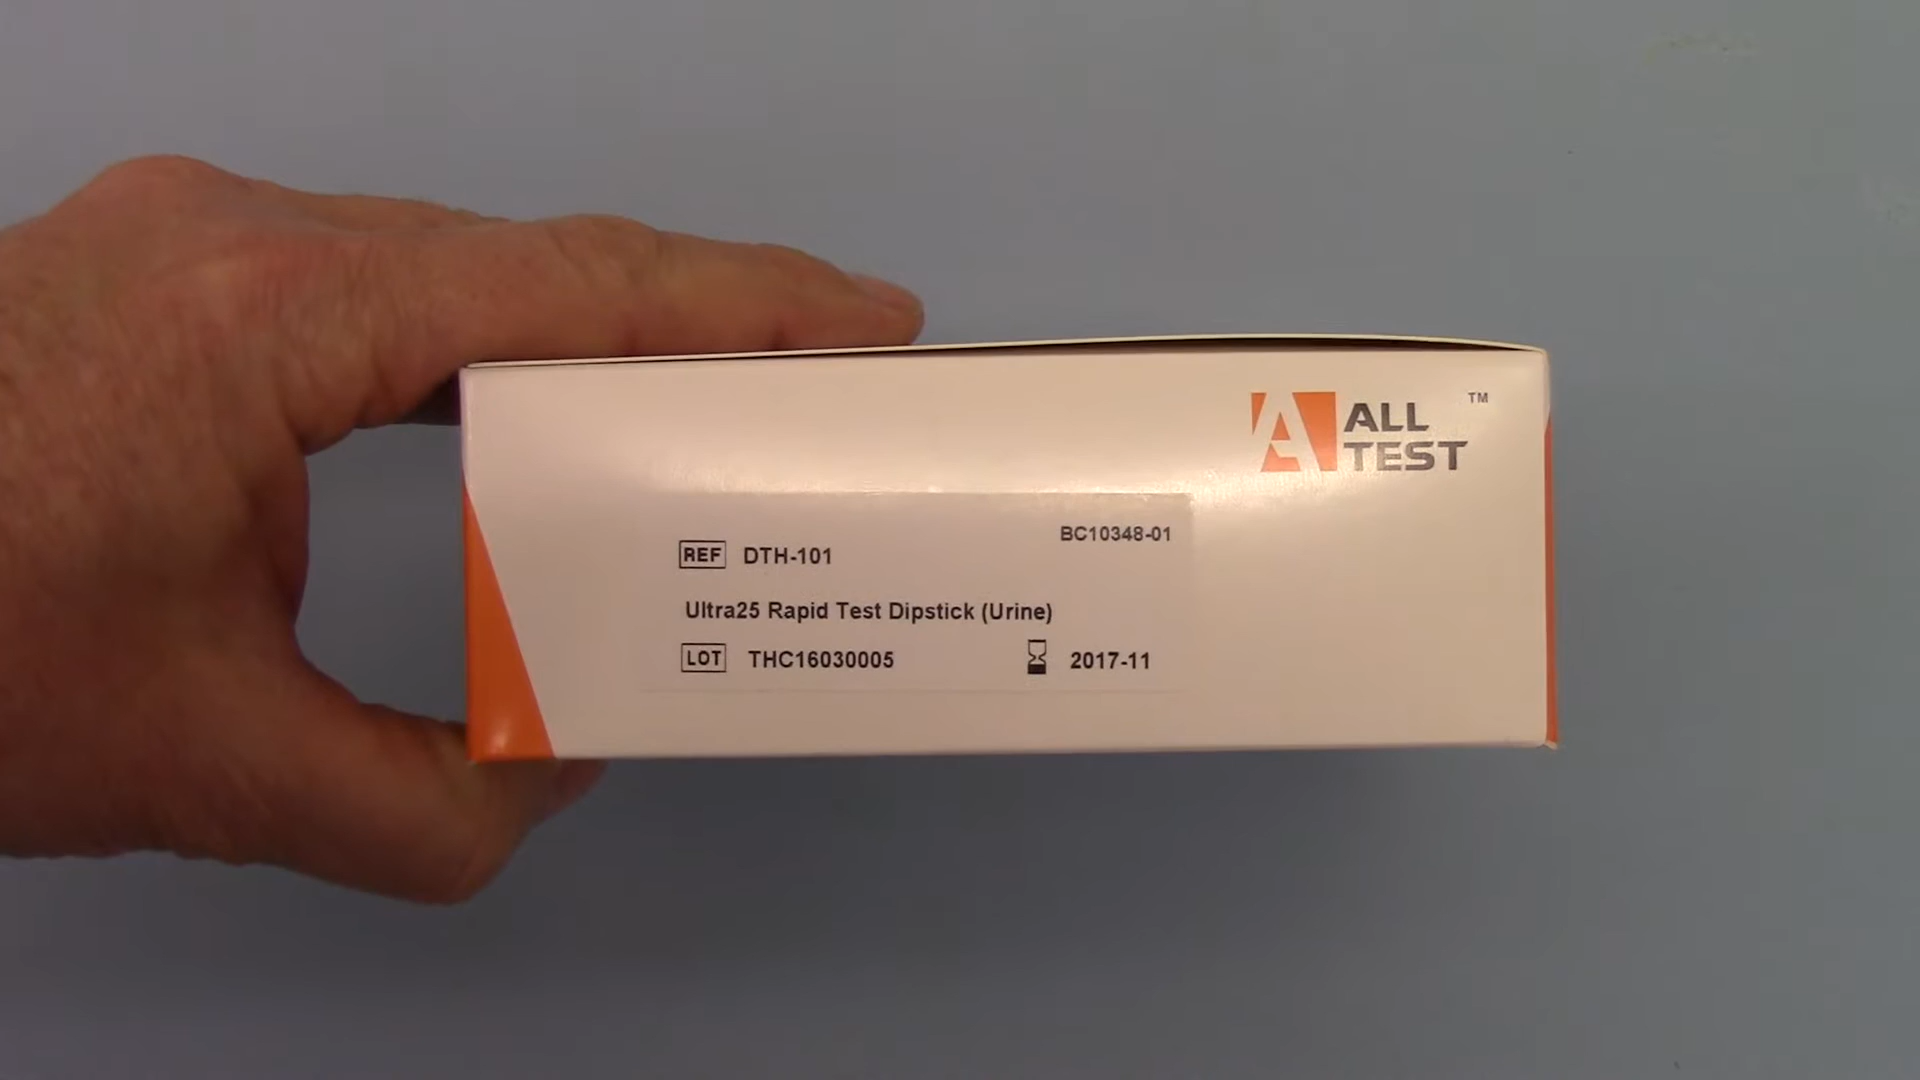 ALL
TEST
TM
BC10348-01
REF DTH-101
Ultra25 Rapid Test Dipstick (Urine)
LOT THC16030005 2017-11